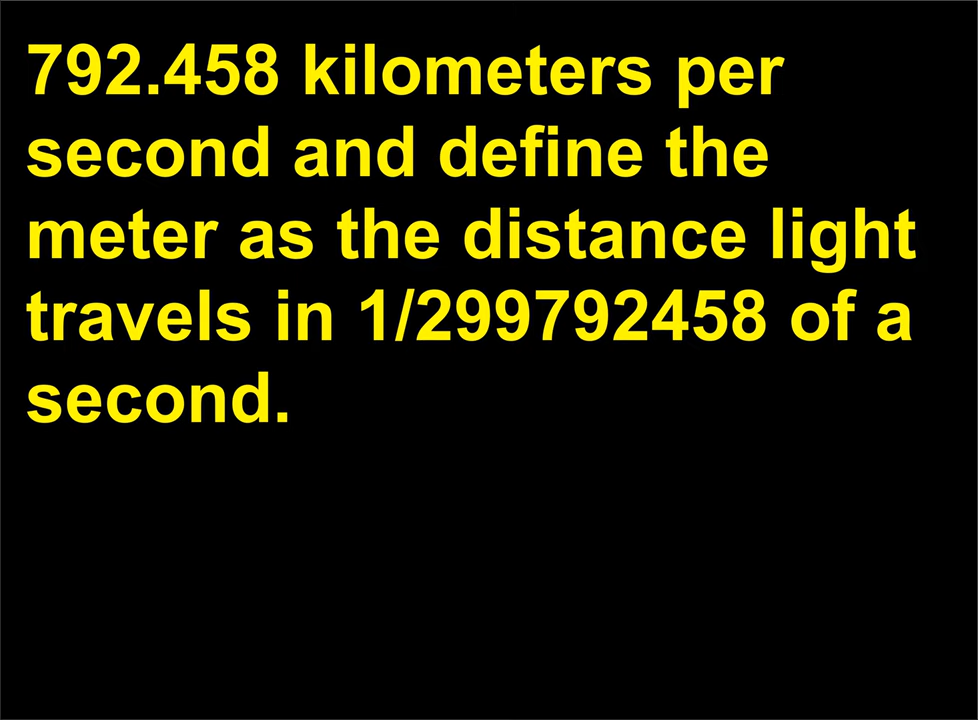 792.458 kilometers per
second and define the
meter as the distance light
travels in 1/299792458 of a
second.